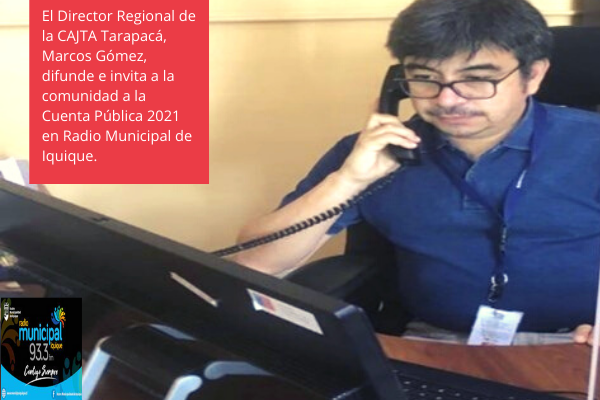 El Director Regional de
la CAJTA Tarapacá,
Marcos Gómez,
difunde e invita a la
comunidad a la
Cuenta Pública 2021
en Radio Municipal de
Iquique.
radio
municipal
iquique
93.3 fm
Contigo Siempre